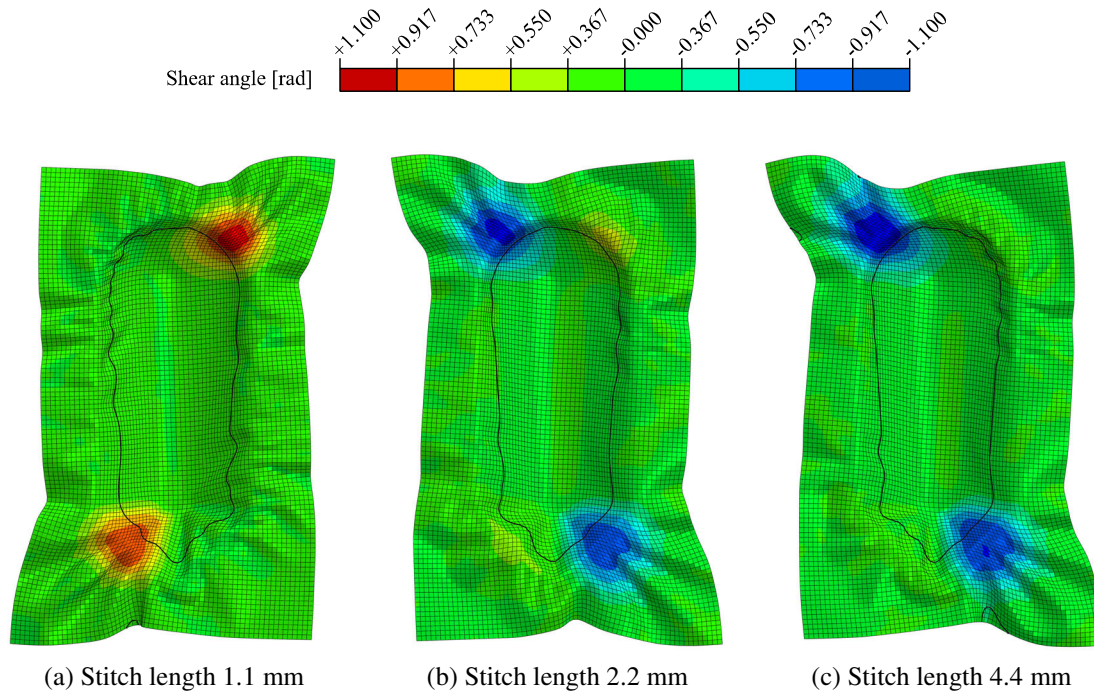 +1.100 +0.917 +0.733 +0.550 +0.367 -0.000 -0.367 -0.550 -0.733 -0.917 -1.100
Shear angle [rad]
(a) Stitch length 1.1 mm (b) Stitch length 2.2 mm (c) Stitch length 4.4 mm